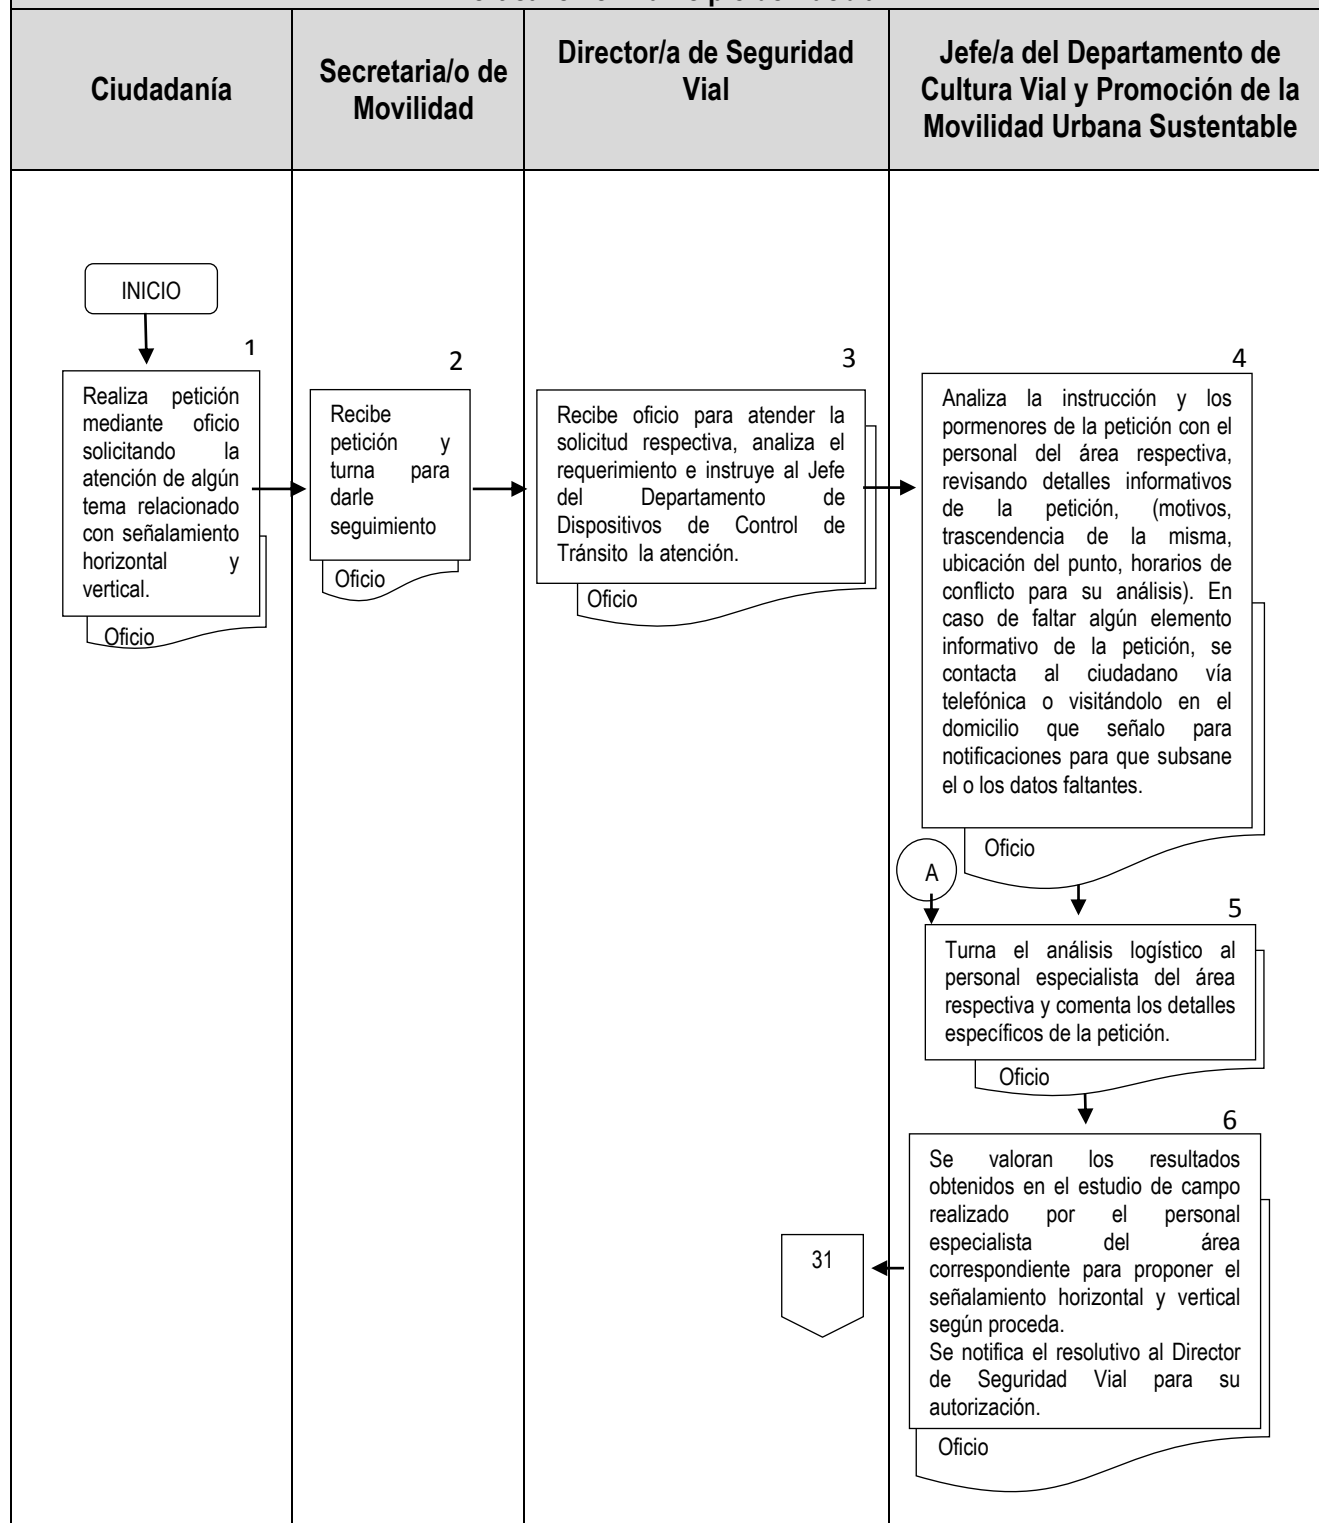 Ciudadanía
Secretaria/o de
Movilidad
Director/a de Seguridad
Vial
Jefe/a del Departamento de
Cultura Vial y Promoción de la
Movilidad Urbana Sustentable
INICIO
1
Realiza petición
mediante oficio
solicitando la
atención de algún
tema relacionado
con señalamiento
horizontal y
vertical.
Oficio
2
Recibe
petición y
turna para
darle
seguimiento
Oficio
3
Recibe oficio para atender la
solicitud respectiva, analiza el
requerimiento e instruye al Jefe
del Departamento de
Dispositivos de Control de
Tránsito la atención.
Oficio
4
Analiza la instrucción y los
pormenores de la petición con el
personal del área respectiva,
revisando detalles informativos
de la petición, (motivos,
trascendencia de la misma,
ubicación del punto, horarios de
conflicto para su análisis). En
caso de faltar algún elemento
informativo de la petición, se
contacta al ciudadano vía
telefónica o visitándolo en el
domicilio que señalo para
notificaciones para que subsane
el o los datos faltantes.
Oficio
A
5
Turna el análisis logístico al
personal especialista del área
respectiva y comenta los detalles
específicos de la petición.
Oficio
6
Se valoran los resultados
obtenidos en el estudio de campo
realizado por el personal
especialista del área
correspondiente para proponer el
señalamiento horizontal y vertical
según proceda.
Se notifica el resolutivo al Director
de Seguridad Vial para su
autorización.
Oficio
31